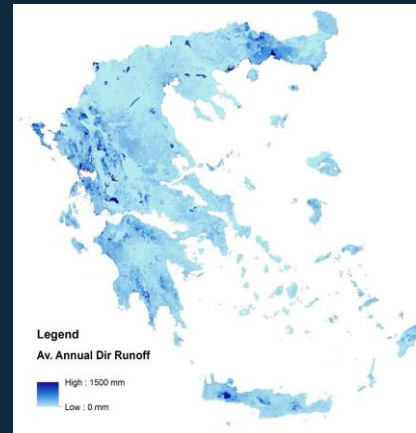 Legend
Av. Annual Dir Runoff
High : 1500 mm
Low : 0 mm